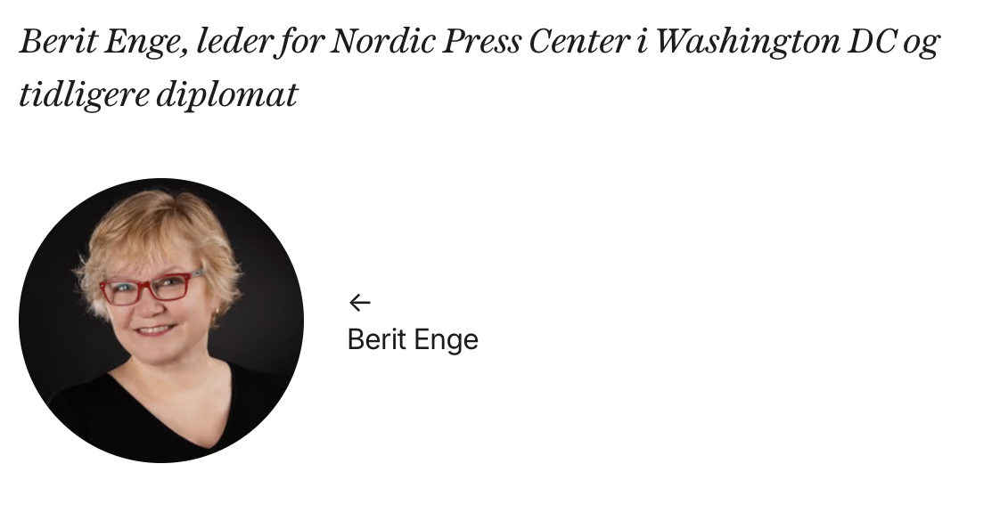 Berit Enge, leder for Nordic Press Center i Washington DC og
tidligere diplomat
←
Berit Enge